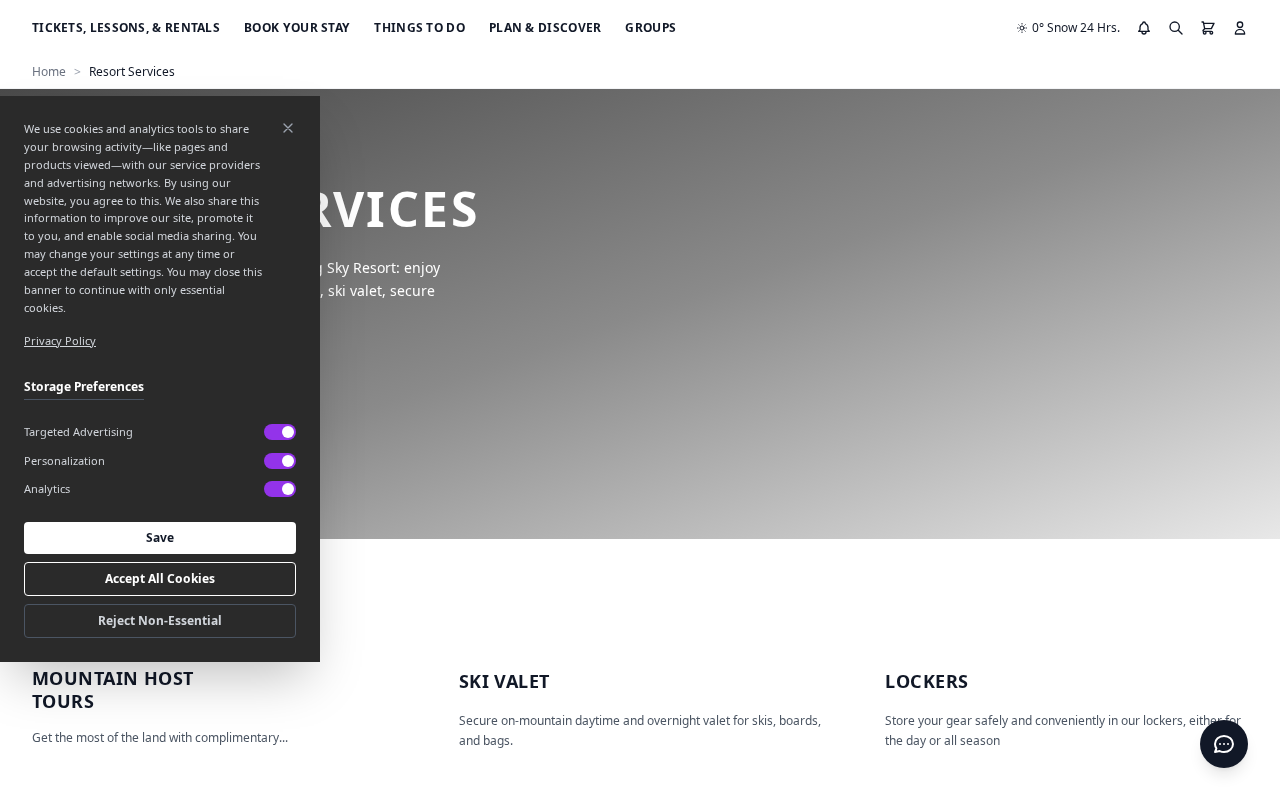 TICKETS, LESSONS, & RENTALS BOOK YOUR STAY THINGS TO DO PLAN & DISCOVER GROUPS 0° Snow 24 Hrs.
Home > Resort Services
We use cookies and analytics tools to share
your browsing activity—like pages and
products viewed—with our service providers
and advertising networks. By using our
website, you agree to this. We also share this
information to improve our site, promote it
to you, and enable social media sharing. You
may change your settings at any time or
accept the default settings. You may close this
banner to continue with only essential
cookies.
Privacy Policy
Storage Preferences
Targeted Advertising
Personalization
Analytics
Save
Accept All Cookies
Reject Non-Essential
RVICES
Sky Resort: enjoy
, ski valet, secure
MOUNTAIN HOST
TOURS
Get the most of the land with complimentary...
SKI VALET
Secure on-mountain daytime and overnight valet for skis, boards,
and bags.
LOCKERS
Store your gear safely and conveniently in our lockers, either for
the day or all season